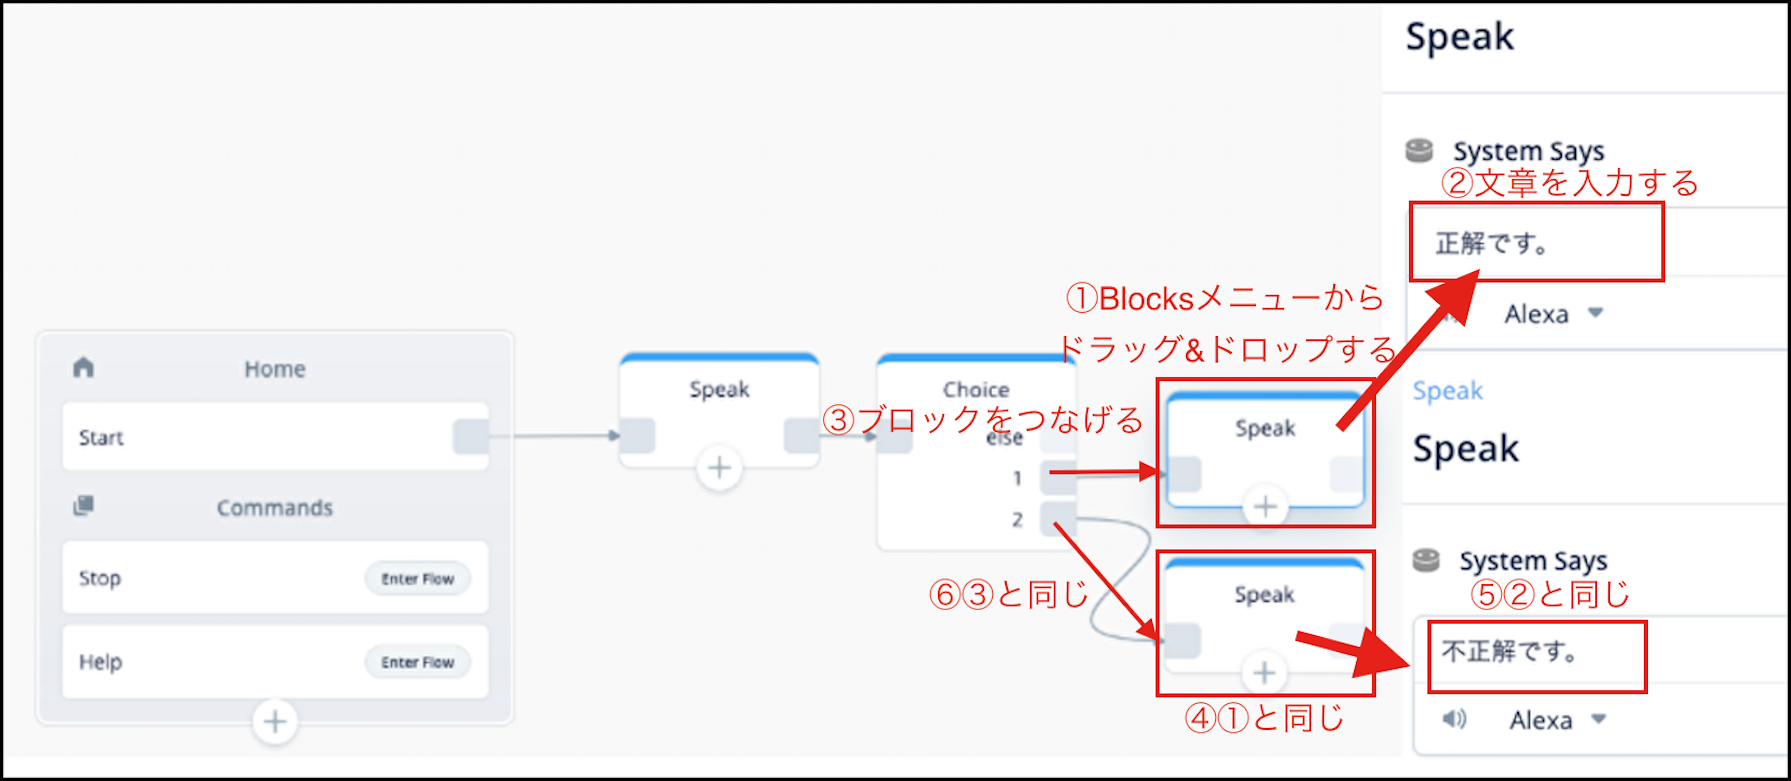 Home
Start
Commands
Stop
Enter Flow
Help
Enter Flow
Speak
Choice
else
1
2
③ブロックをつなげる
①Blocksメニューから
ドラッグ&ドロップする
Speak
⑥③と同じ
Speak
④①と同じ
Speak
System Says
②文章を入力する
正解です。
Alexa
Speak
Speak
System Says
⑤②と同じ
不正解です。
Alexa